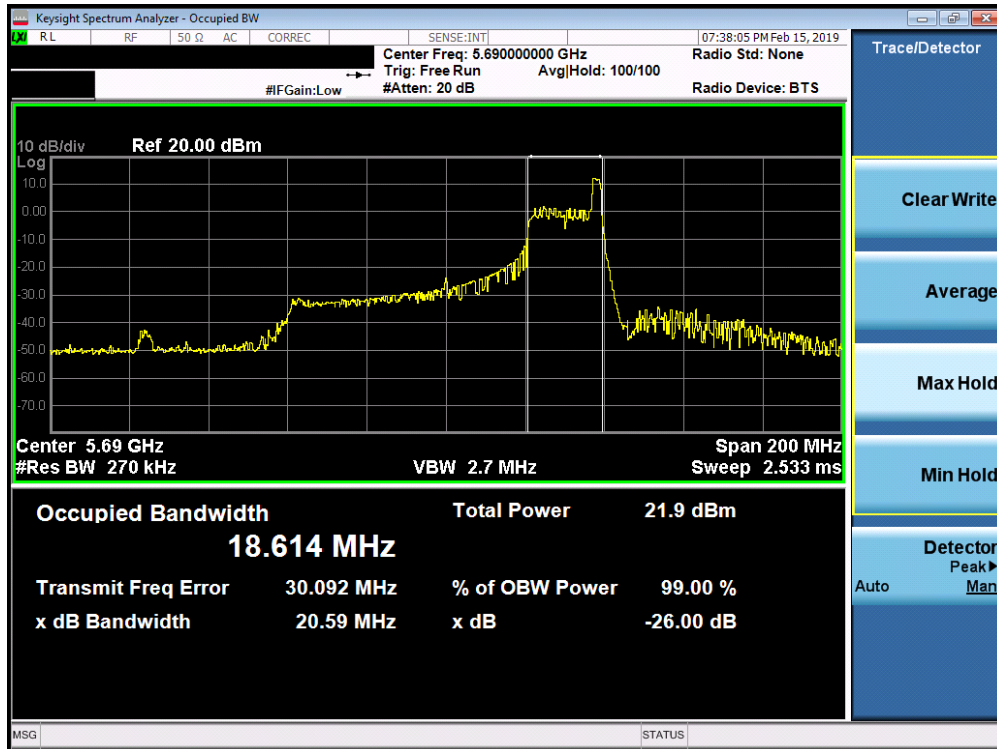 Keysight Spectrum Analyzer - Occupied BW
LXI RL RF 50 Ω AC CORREC SENSE:INT 07:38:05 PM Feb 15, 2019
Center Freq: 5.690000000 GHz Radio Std: None
Trig: Free Run Avg|Hold: 100/100
#IFGain:Low #Atten: 20 dB Radio Device: BTS
10 dB/div Ref 20.00 dBm
Log
10.0
0.00
-10.0
-20.0
-30.0
-40.0
-50.0
-60.0
-70.0
Center 5.69 GHz Span 200 MHz
#Res BW 270 kHz VBW 2.7 MHz Sweep 2.533 ms
Occupied Bandwidth Total Power 21.9 dBm
18.614 MHz
Transmit Freq Error 30.092 MHz % of OBW Power 99.00 %
x dB Bandwidth 20.59 MHz x dB -26.00 dB
MSG STATUS
Trace/Detector
Clear Write
Average
Max Hold
Min Hold
Detector
Peak▶
Auto Man